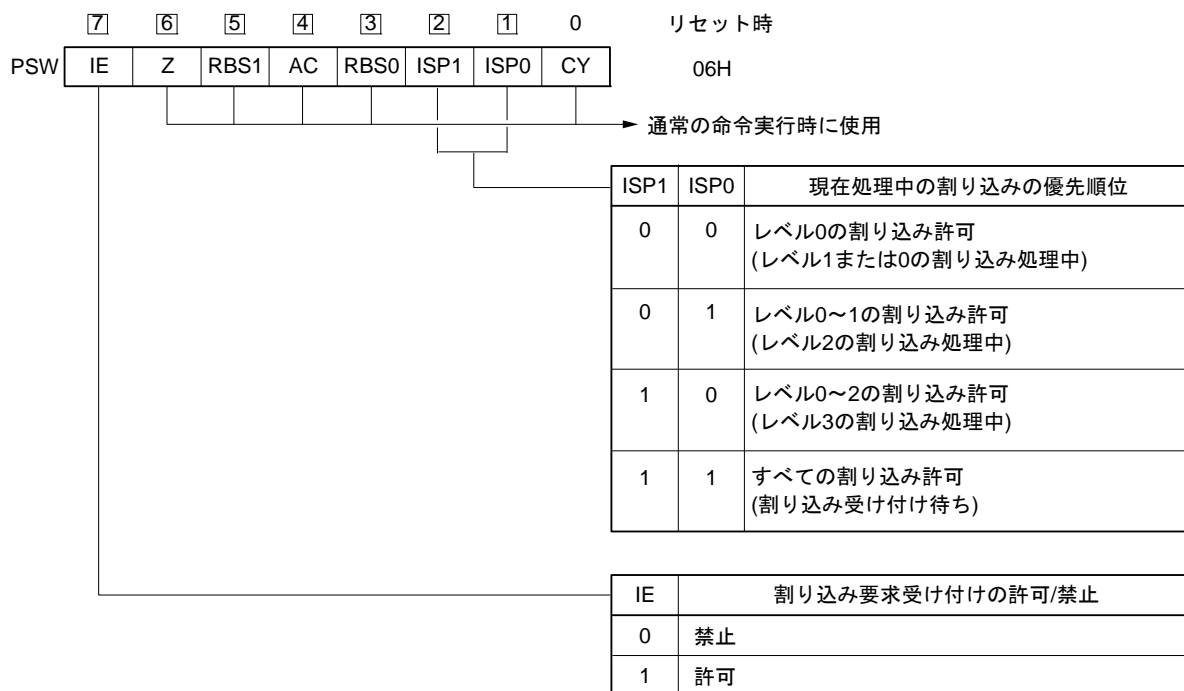 7 6 5 4 3 2 1 0 リセット時
PSW IE Z RBS1 AC RBS0 ISP1 ISP0 CY 06H
通常の命令実行時に使用
ISP1 ISP0 現在処理中の割り込みの優先順位
0 0 レベル0の割り込み許可
(レベル1または0の割り込み処理中)
0 1 レベル0～1の割り込み許可
(レベル2の割り込み処理中)
1 0 レベル0～2の割り込み許可
(レベル3の割り込み処理中)
1 1 すべての割り込み許可
(割り込み受け付け待ち)
IE 割り込み要求受け付けの許可/禁止
0 禁止
1 許可